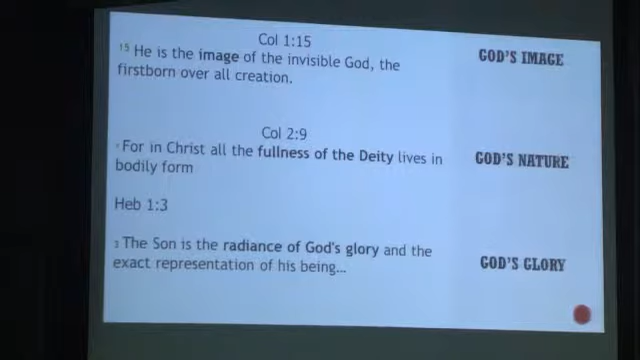 Col 1:15
15 He is the image of the invisible God, the
firstborn over all creation.
GOD'S IMAGE
Col 2:9
For in Christ all the fullness of the Deity lives in
bodily form
GOD'S NATURE
Heb 1:3
3 The Son is the radiance of God's glory and the
exact representation of his being...
GOD'S GLORY